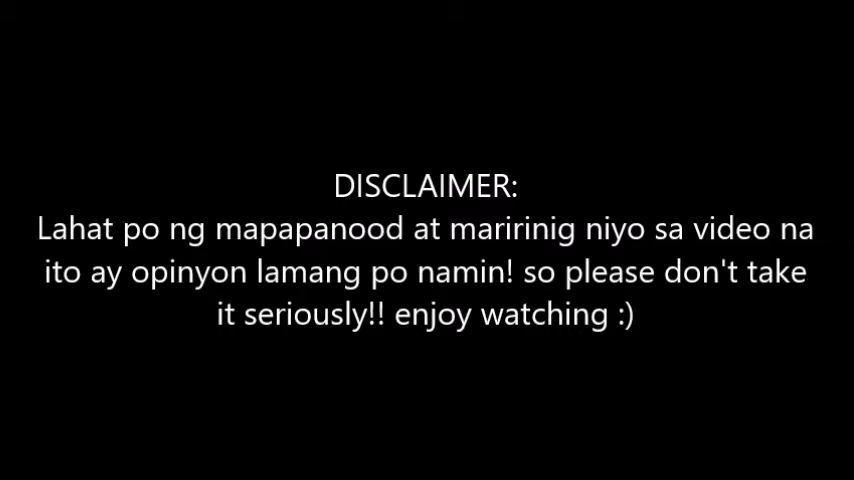 DISCLAIMER:
Lahat po ng mapapanood at maririnig niyo sa video na
ito ay opinyon lamang po namin! so please don't take
it seriously!! enjoy watching :)